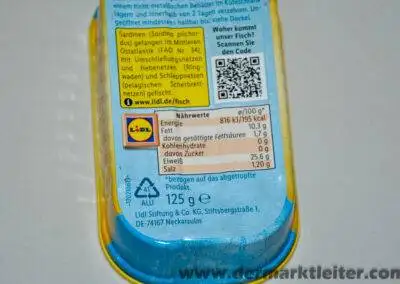 einem nicht-metallischen Behälter im Kühlschrank
lagern und innerhalb von 2 Tagen verzehren. Un-
geöffnet mindestens haltbar bis: siehe Deckel.
Sardinen (Sardina pilchar-
dus) gefangen im Mittleren
Ostatlantik (FAO Nr. 34),
mit Umschließungsnetzen
und Hebenetzen (Ring-
waden) und Schleppnetzen
(pelagischen Scherbrett-
netzen) gefischt.
www.lidl.de/fisch
Woher kommt
unser Fisch?
Scannen Sie
den Code
Nährwerte ø/100 g*
Energie 816 kJ/195 kcal
Fett 10,3 g
davon gesättigte Fettsäuren 1,7 g
Kohlenhydrate 0 g
davon Zucker 0 g
Eiweiß 25,6 g
Salz 1,20 g
*bezogen auf das abgetropfte
Produkt.
LIDL
41
ALU
125 g ℮
Lidl Stiftung & Co. KG, Stiftsbergstraße 1,
DE-74167 Neckarsulm
www.dermarktleiter.com